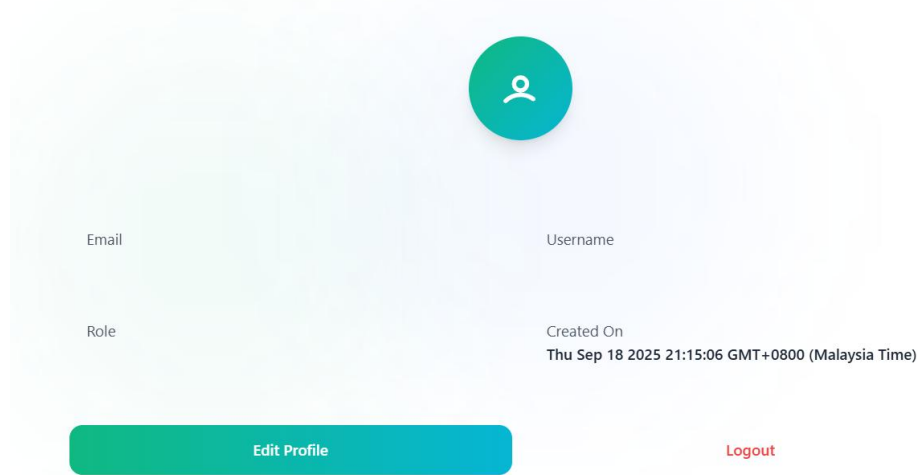 Email
Username
Role
Created On
Thu Sep 18 2025 21:15:06 GMT+0800 (Malaysia Time)
Edit Profile
Logout